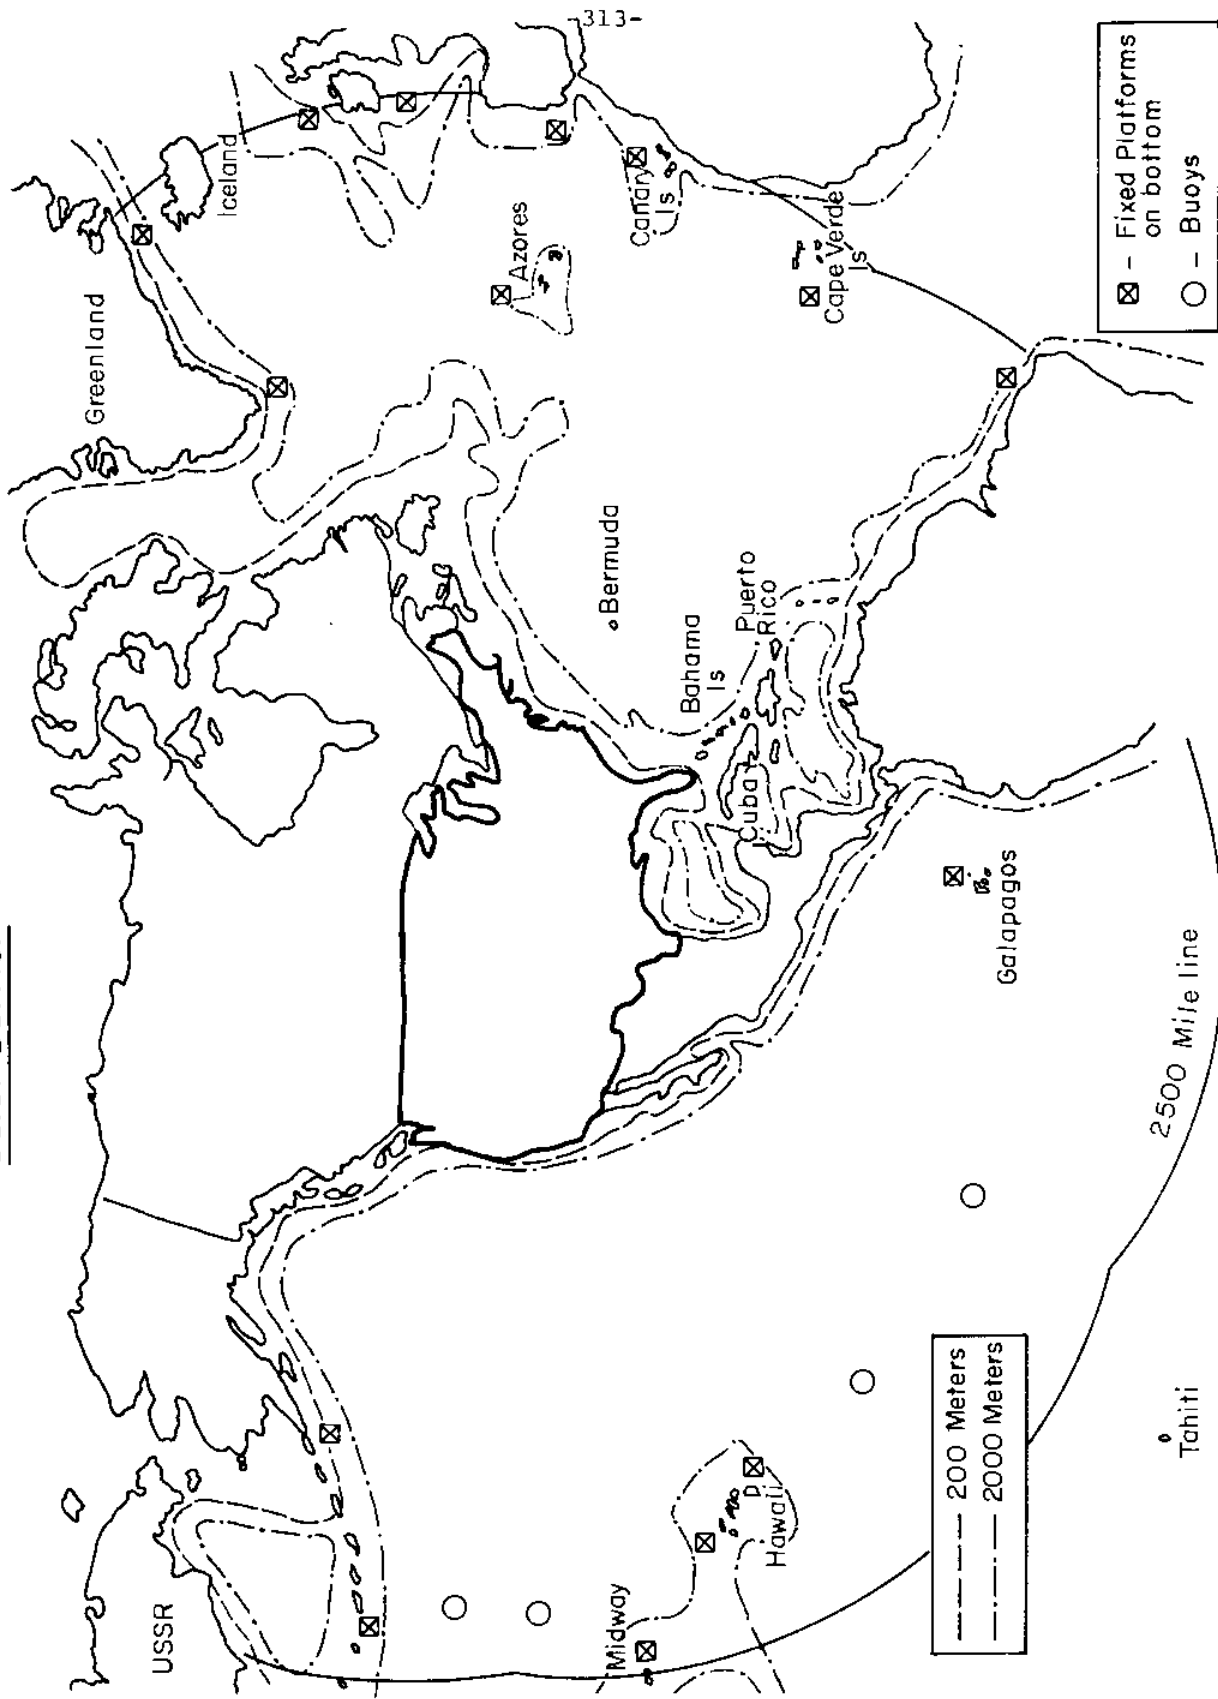 -313-
Greenland
Iceland
Azores
Canary
Is
Cape Verde
Is
Bermuda
Bahama
Is
Puerto
Rico
Cuba
Galapagos
2500 Mile line
USSR
Midway
Hawaii
Tahiti
200 Meters
2000 Meters
- Fixed Platforms
on bottom
- Buoys